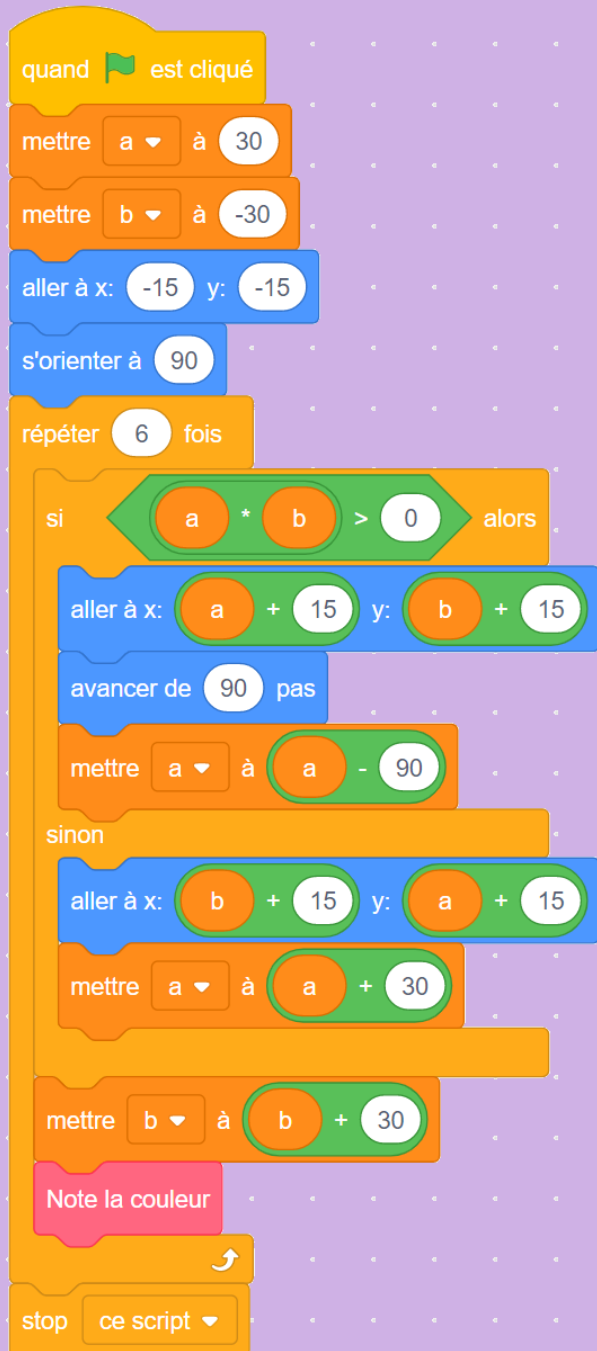 quand est cliqué
mettre a à 30
mettre b à -30
aller à x: -15 y: -15
s'orienter à 90
répéter 6 fois
si a * b > 0 alors
aller à x: a + 15 y: b + 15
avancer de 90 pas
mettre a à a - 90
sinon
aller à x: b + 15 y: a + 15
mettre a à a + 30
mettre b à b + 30
Note la couleur
stop ce script